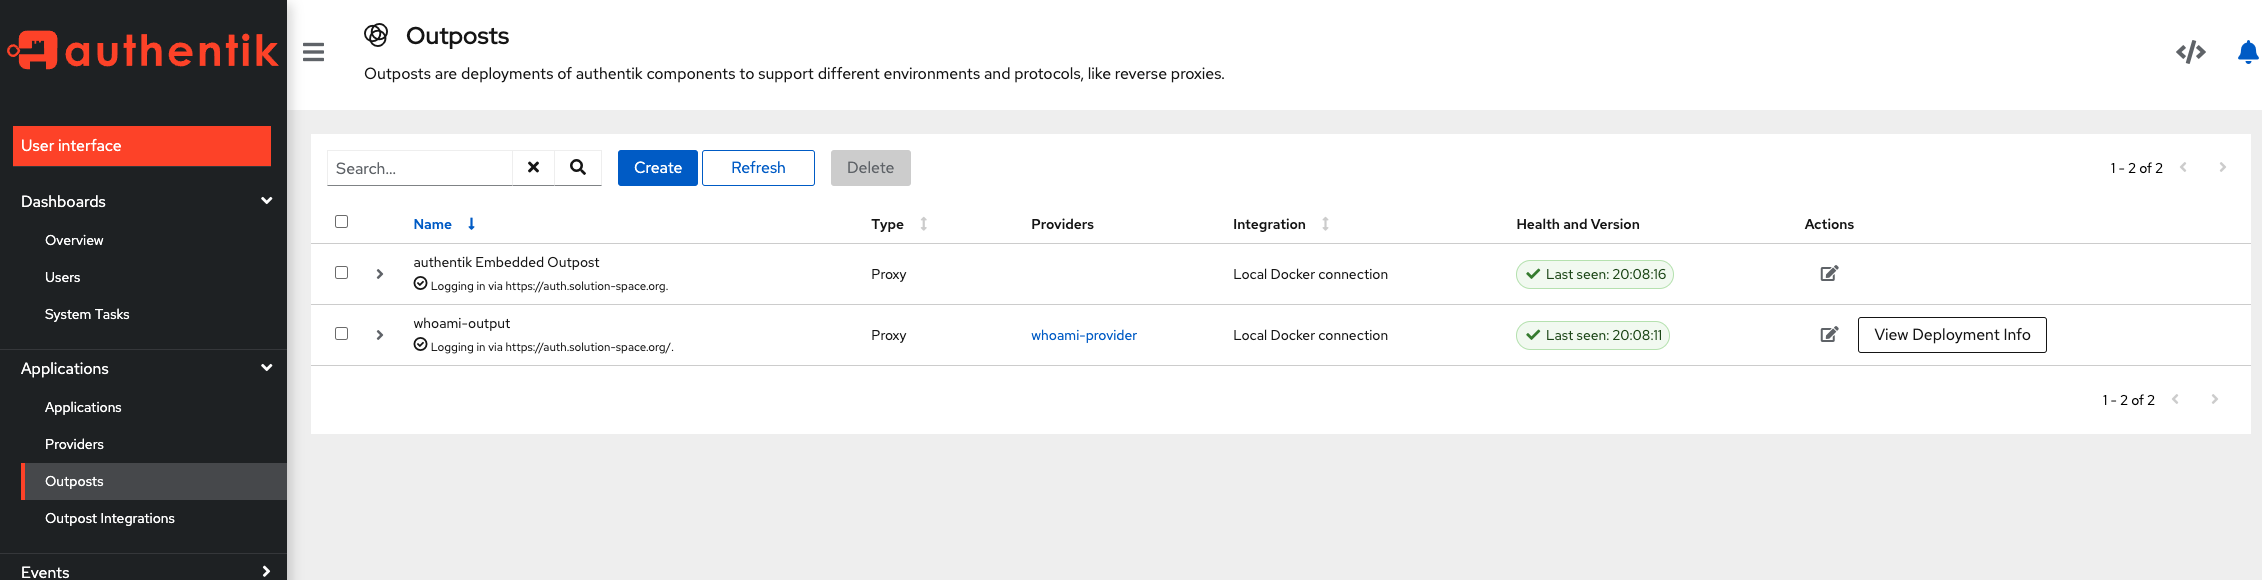 authentik
Outposts
Outposts are deployments of authentik components to support different environments and protocols, like reverse proxies.
User interface
Dashboards
Overview
Users
System Tasks
Applications
Applications
Providers
Outposts
Outpost Integrations
Events
Search...
Create
Refresh
Delete
1 - 2 of 2
Name
Type
Providers
Integration
Health and Version
Actions
authentik Embedded Outpost
Logging in via https://auth.solution-space.org.
Proxy
Local Docker connection
Last seen: 20:08:16
whoami-output
Logging in via https://auth.solution-space.org/.
Proxy
whoami-provider
Local Docker connection
Last seen: 20:08:11
View Deployment Info
1 - 2 of 2